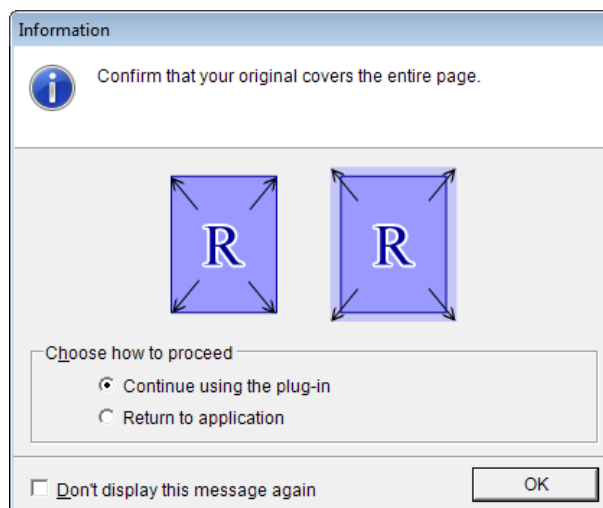 Information
Confirm that your original covers the entire page.
R R
Choose how to proceed
Continue using the plug-in
Return to application
Don't display this message again
OK